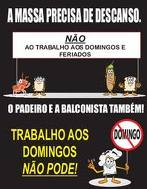 A MASSA PRECISA DE DESCANSO.
NÃO
AO TRABALHO AOS DOMINGOS E
FERIADOS
O PADEIRO E A BALCONISTA TAMBÉM!
TRABALHO AOS
DOMINGOS
NÃO PODE!
DOMINGO